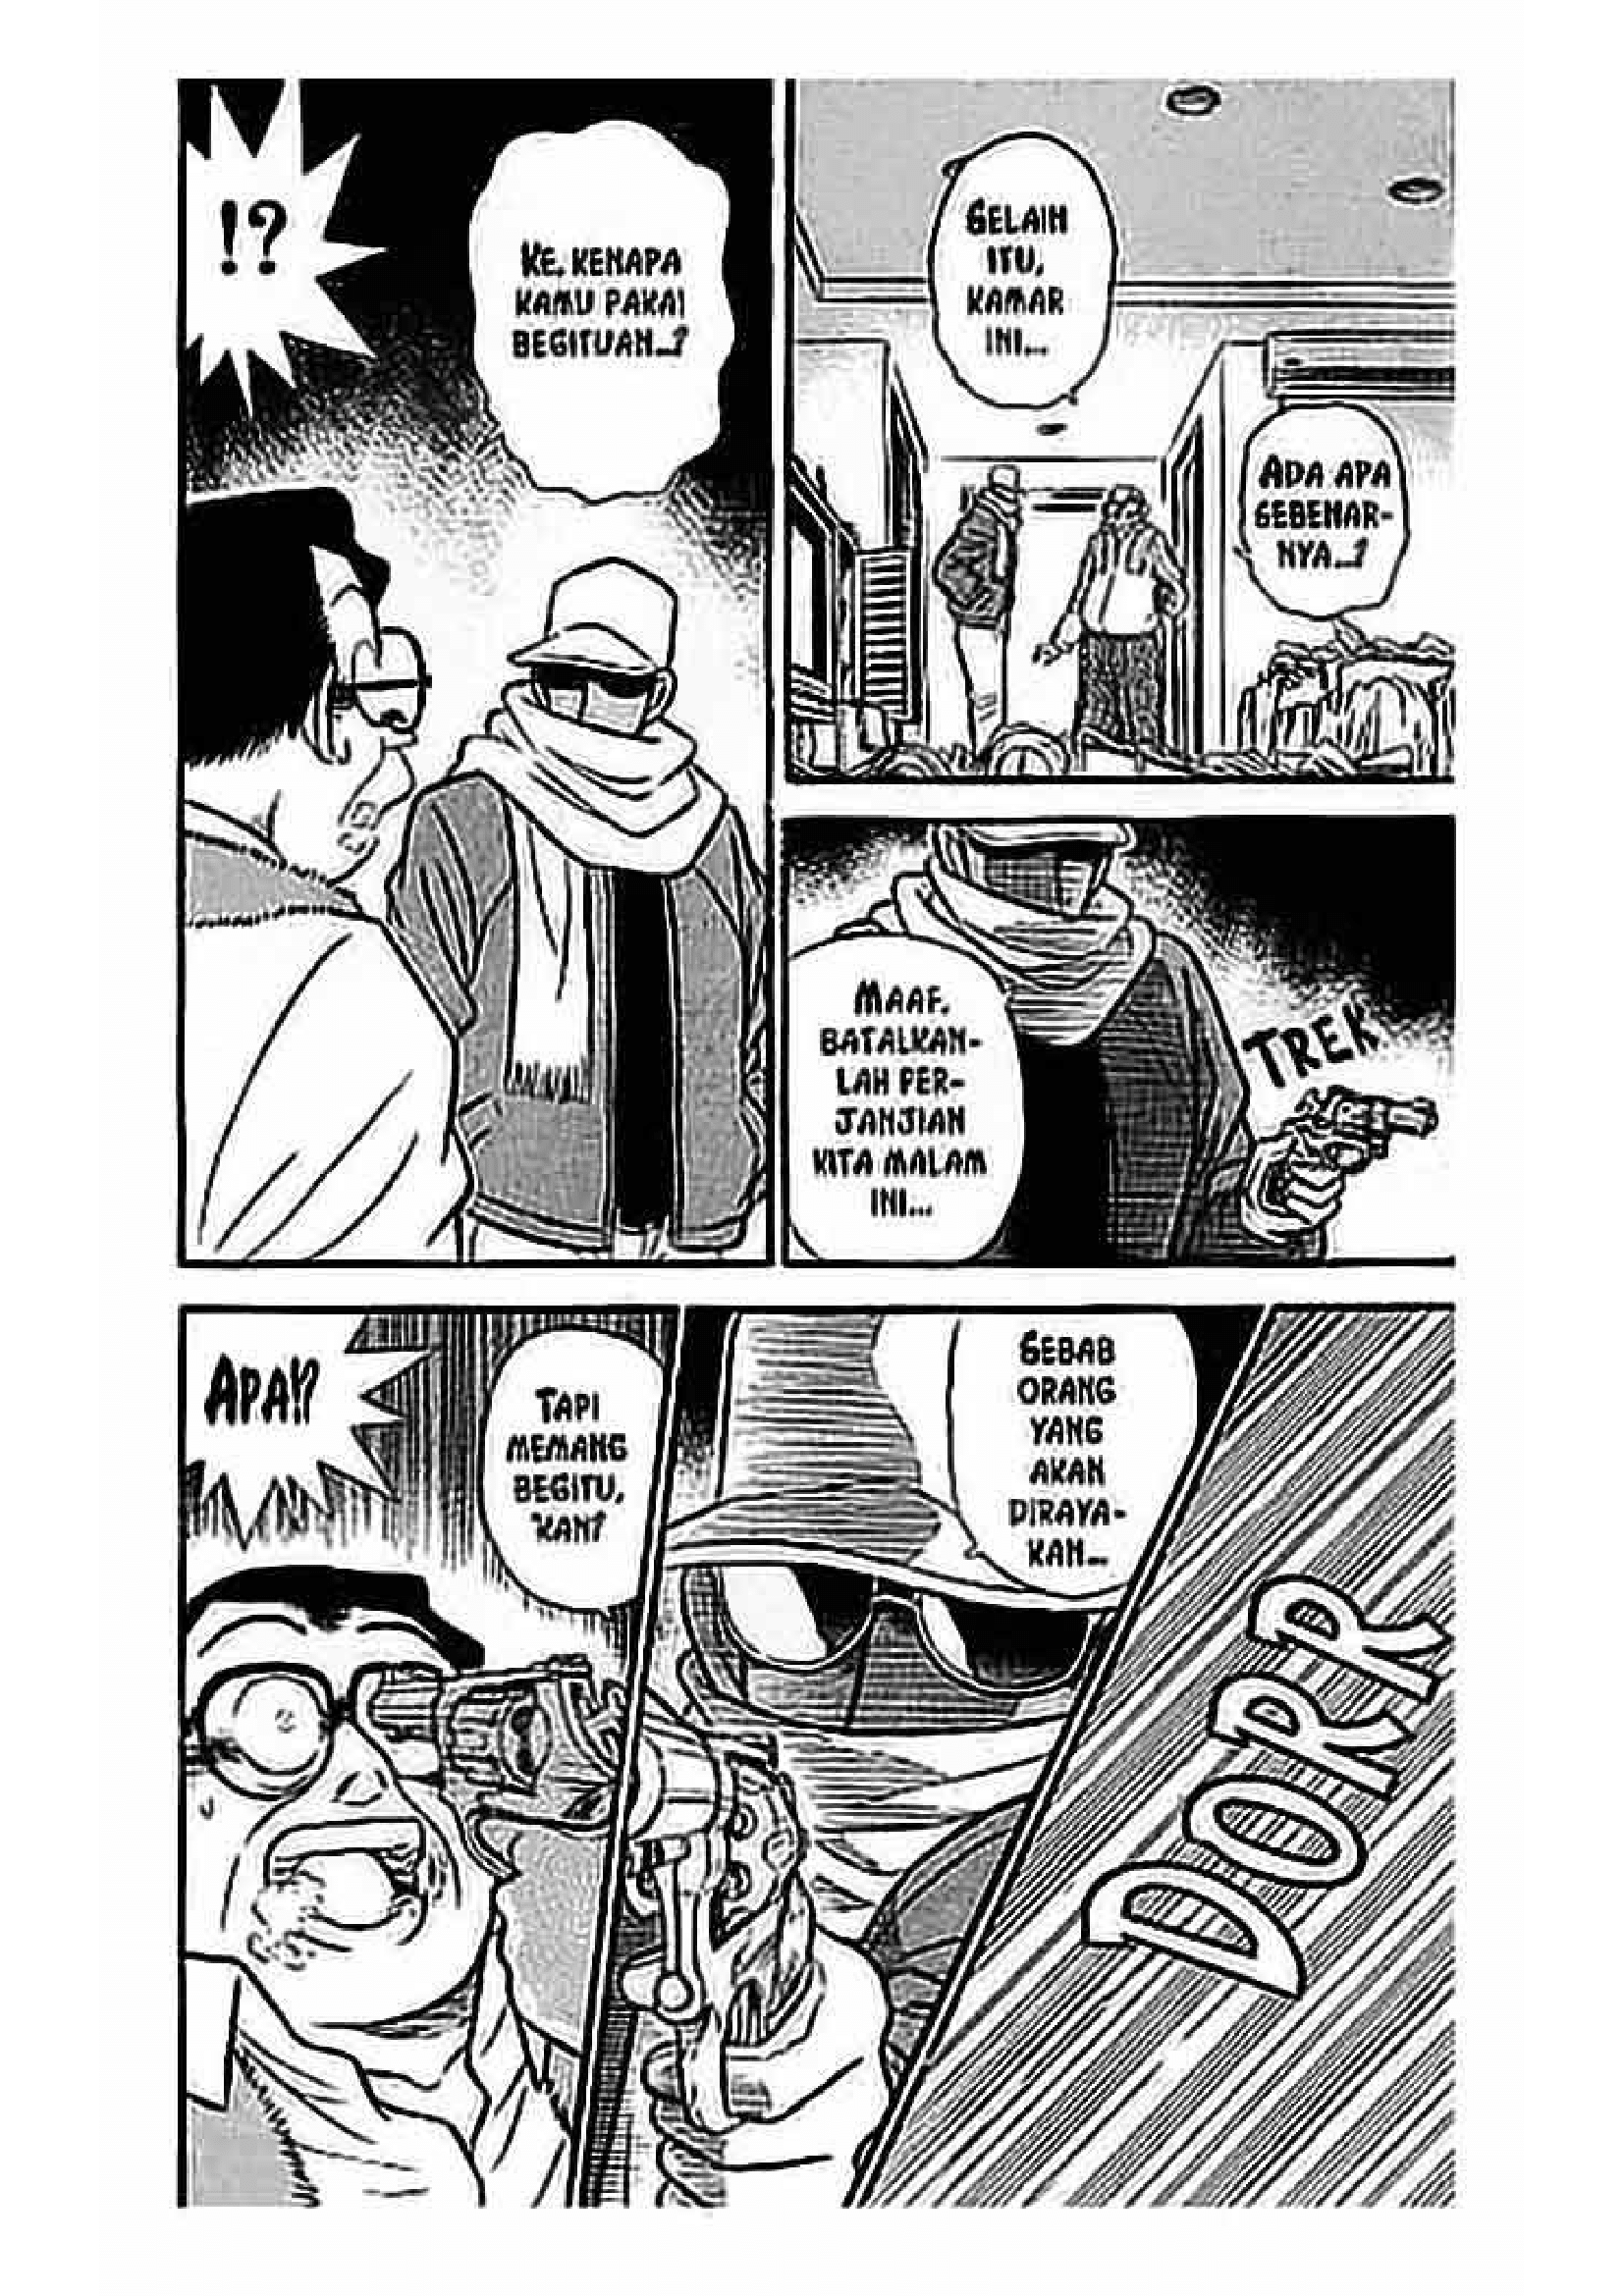 !?
KE, KENAPA
KAMU PAKAI
BEGITUAN...?
SELAIN
ITU,
KAMAR
INI...
ADA APA
SEBENAR-
NYA...?
MAAF,
BATALKAN-
LAH PER-
JANJIAN
KITA MALAM
INI...
TREK
APA!?
TAPI
MEMANG
BEGITU,
'KAN?
SEBAB
ORANG
YANG
AKAN
DIRAYA-
KAN...
DORR